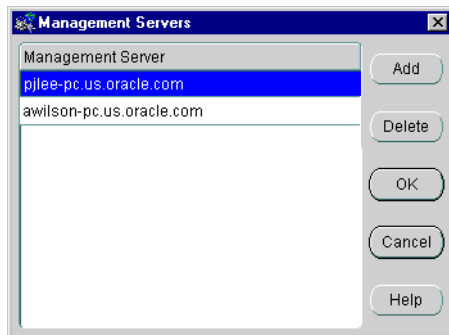 Management Servers
Management Server
pjlee-pc.us.oracle.com
awilson-pc.us.oracle.com
Add
Delete
OK
Cancel
Help